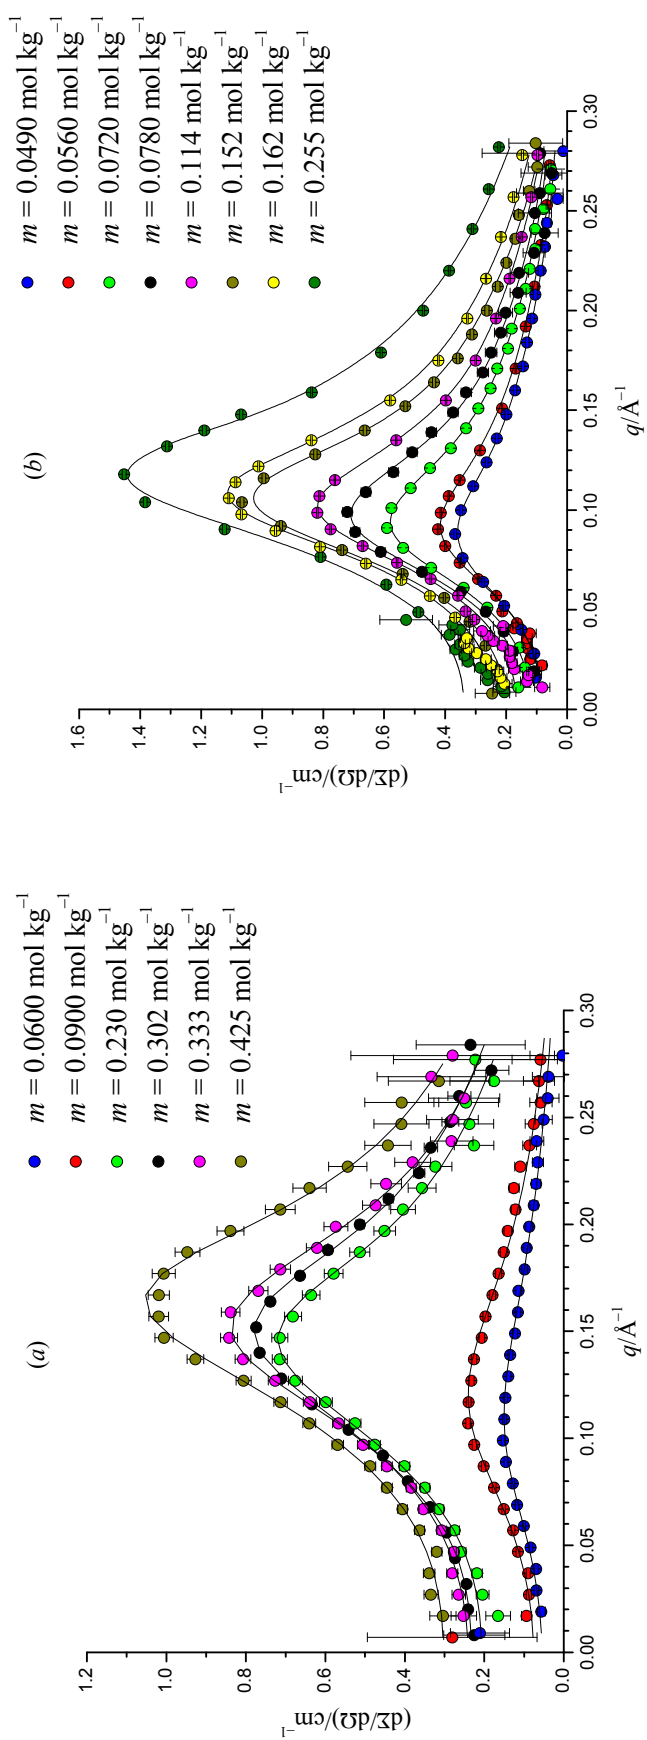 (a)
m = 0.0600 mol kg⁻¹
m = 0.0900 mol kg⁻¹
m = 0.230 mol kg⁻¹
m = 0.302 mol kg⁻¹
m = 0.333 mol kg⁻¹
m = 0.425 mol kg⁻¹
(dΣ/dΩ)/cm⁻¹
1.2
1.0
0.8
0.6
0.4
0.2
0.0
0.00 0.05 0.10 0.15 0.20 0.25 0.30
q/Å⁻¹
(b)
m = 0.0490 mol kg⁻¹
m = 0.0560 mol kg⁻¹
m = 0.0720 mol kg⁻¹
m = 0.0780 mol kg⁻¹
m = 0.114 mol kg⁻¹
m = 0.152 mol kg⁻¹
m = 0.162 mol kg⁻¹
m = 0.255 mol kg⁻¹
(dΣ/dΩ)/cm⁻¹
1.6
1.4
1.2
1.0
0.8
0.6
0.4
0.2
0.0
0.00 0.05 0.10 0.15 0.20 0.25 0.30
q/Å⁻¹